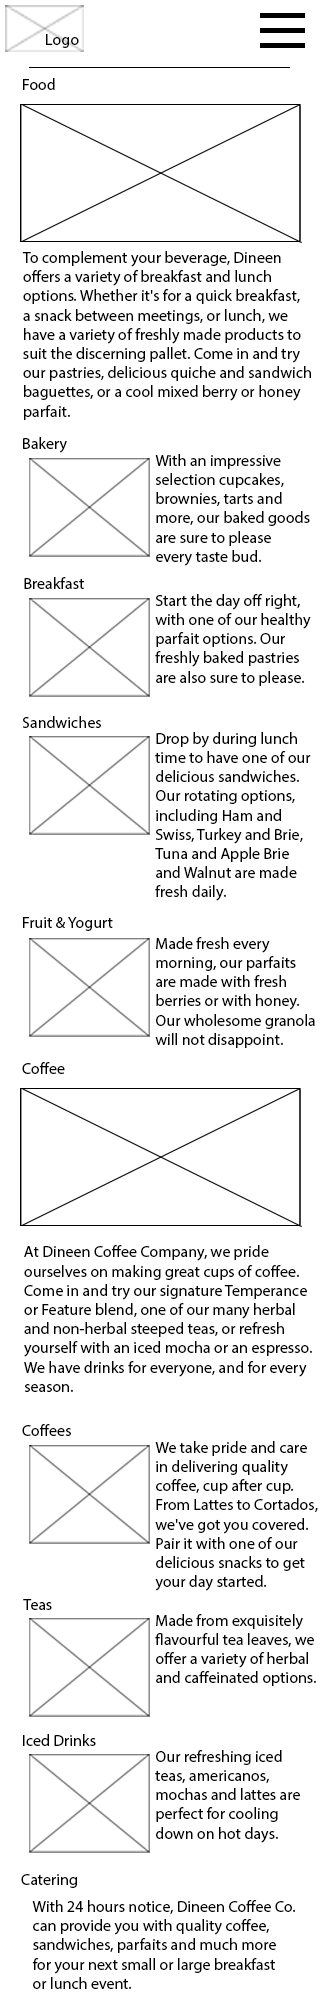 Logo
Food
To complement your beverage, Dineen
offers a variety of breakfast and lunch
options. Whether it's for a quick breakfast,
a snack between meetings, or lunch, we
have a variety of freshly made products to
suit the discerning pallet. Come in and try
our pastries, delicious quiche and sandwich
baguettes, or a cool mixed berry or honey
parfait.
Bakery
With an impressive
selection cupcakes,
brownies, tarts and
more, our baked goods
are sure to please
every taste bud.
Breakfast
Start the day off right,
with one of our healthy
parfait options. Our
freshly baked pastries
are also sure to please.
Sandwiches
Drop by during lunch
time to have one of our
delicious sandwiches.
Our rotating options,
including Ham and
Swiss, Turkey and Brie,
Tuna and Apple Brie
and Walnut are made
fresh daily.
Fruit & Yogurt
Made fresh every
morning, our parfaits
are made with fresh
berries or with honey.
Our wholesome granola
will not disappoint.
Coffee
At Dineen Coffee Company, we pride
ourselves on making great cups of coffee.
Come in and try our signature Temperance
or Feature blend, one of our many herbal
and non-herbal steeped teas, or refresh
yourself with an iced mocha or an espresso.
We have drinks for everyone, and for every
season.
Coffees
We take pride and care
in delivering quality
coffee, cup after cup.
From Lattes to Cortados,
we've got you covered.
Pair it with one of our
delicious snacks to get
your day started.
Teas
Made from exquisitely
flavourful tea leaves, we
offer a variety of herbal
and caffeinated options.
Iced Drinks
Our refreshing iced
teas, americanos,
mochas and lattes are
perfect for cooling
down on hot days.
Catering
With 24 hours notice, Dineen Coffee Co.
can provide you with quality coffee,
sandwiches, parfaits and much more
for your next small or large breakfast
or lunch event.